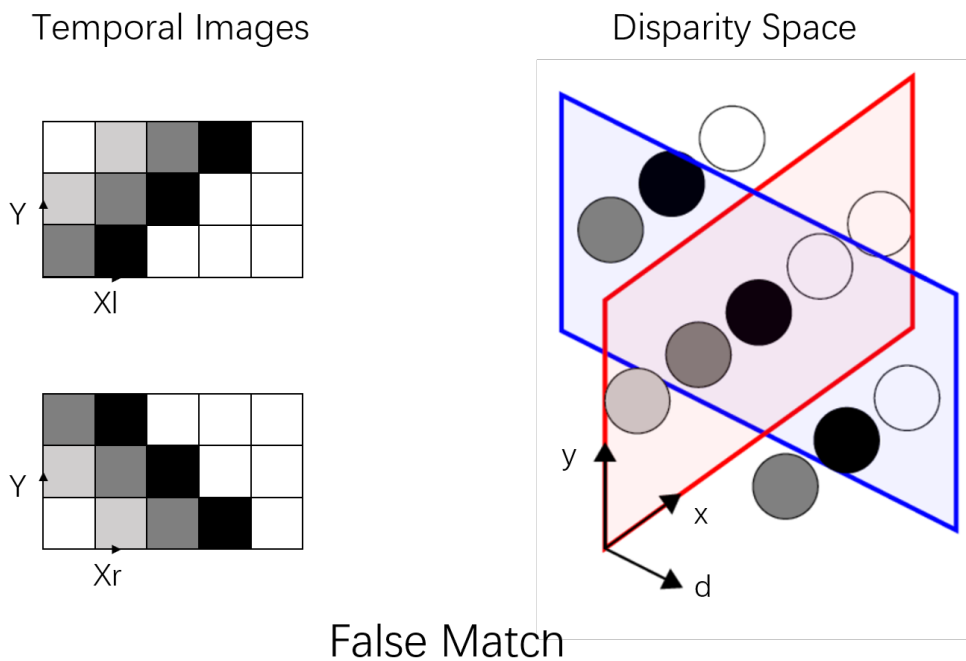 Temporal Images
Disparity Space
Y
Xl
Y
Xr
y
x
d
False Match